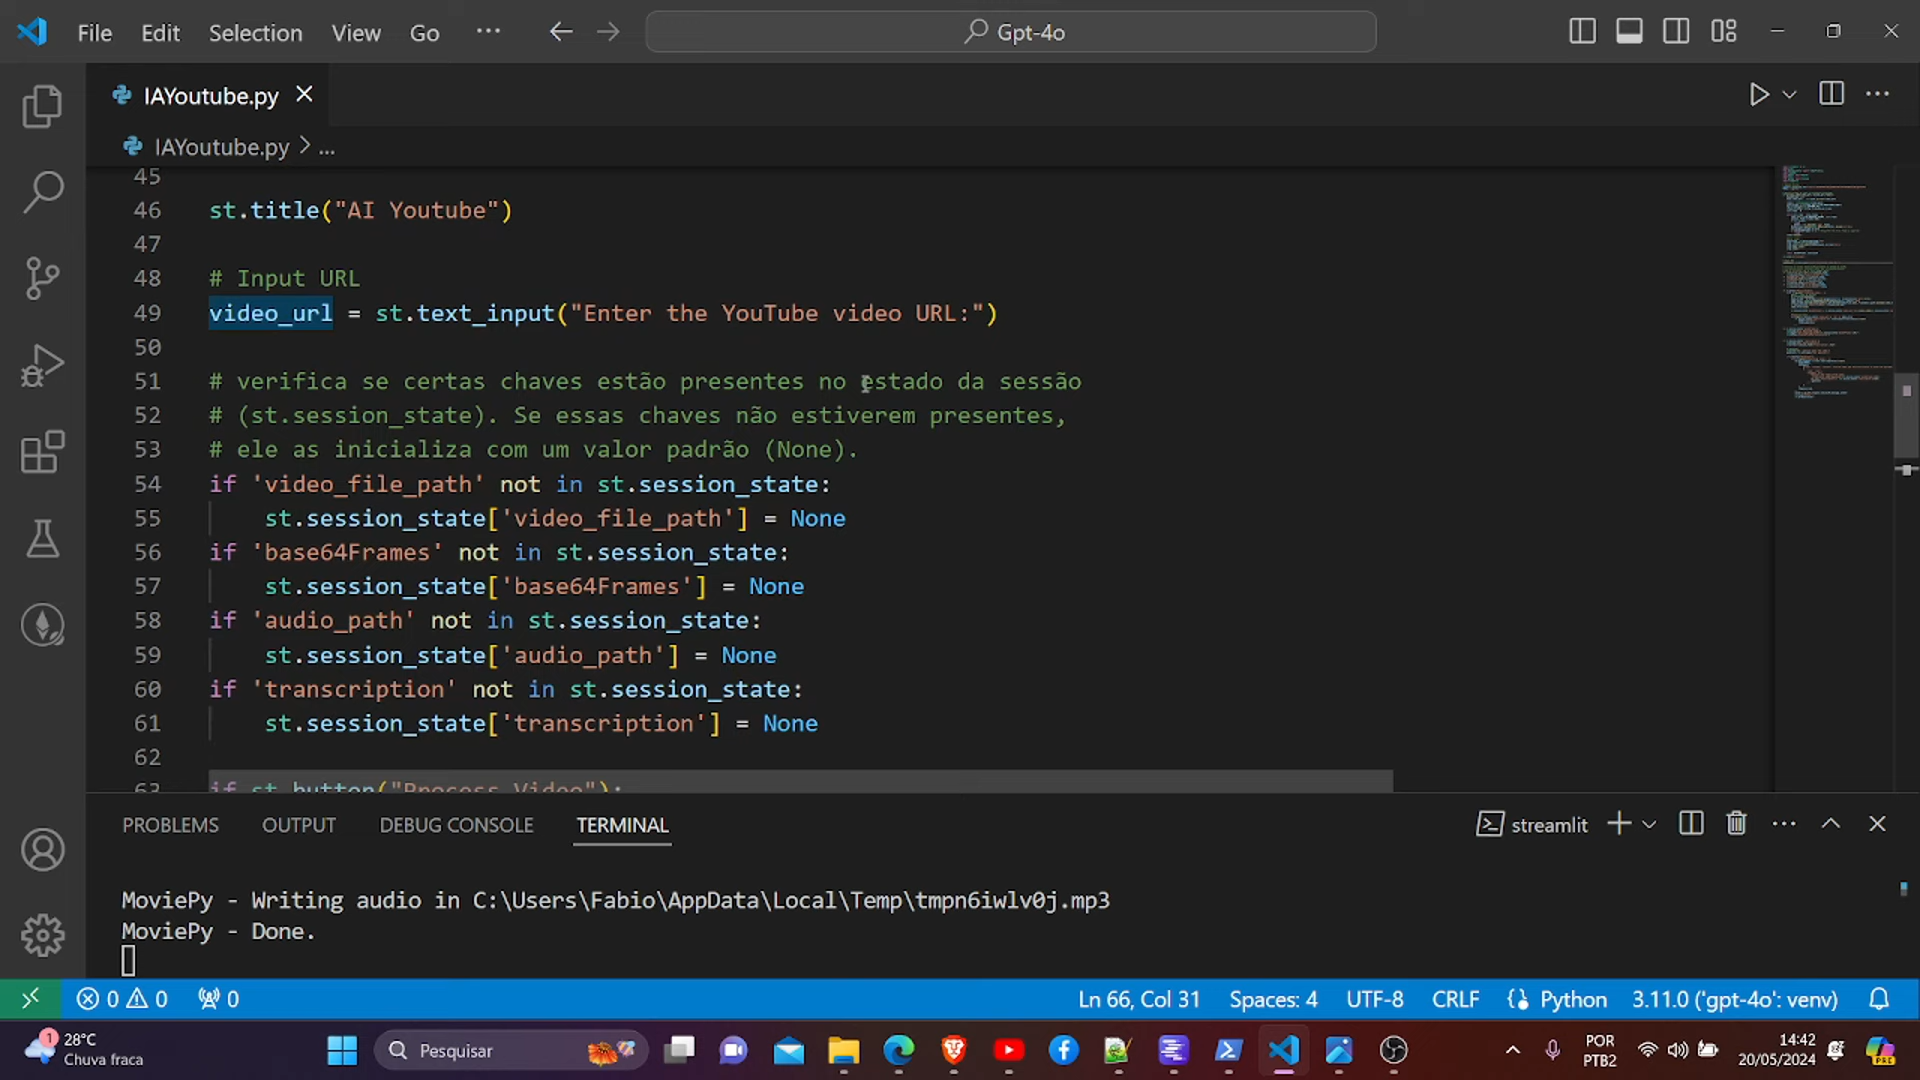 File Edit Selection View Go ... Gpt-4o
IAYoutube.py
IAYoutube.py > ...
45
46 st.title("AI Youtube")
47
48 # Input URL
49 video_url = st.text_input("Enter the YouTube video URL:")
50
51 # verifica se certas chaves estão presentes no estado da sessão
52 # (st.session_state). Se essas chaves não estiverem presentes,
53 # ele as inicializa com um valor padrão (None).
54 if 'video_file_path' not in st.session_state:
55 st.session_state['video_file_path'] = None
56 if 'base64Frames' not in st.session_state:
57 st.session_state['base64Frames'] = None
58 if 'audio_path' not in st.session_state:
59 st.session_state['audio_path'] = None
60 if 'transcription' not in st.session_state:
61 st.session_state['transcription'] = None
62
63 if st.button("Process Video"):
PROBLEMS OUTPUT DEBUG CONSOLE TERMINAL streamlit
MoviePy - Writing audio in C:\Users\Fabio\AppData\Local\Temp\tmpn6iwlv0j.mp3
MoviePy - Done.
0 0 0 Ln 66, Col 31 Spaces: 4 UTF-8 CRLF Python 3.11.0 ('gpt-4o': venv)
1 28°C
Chuva fraca
Pesquisar
POR
PTB2
14:42
20/05/2024
PRE